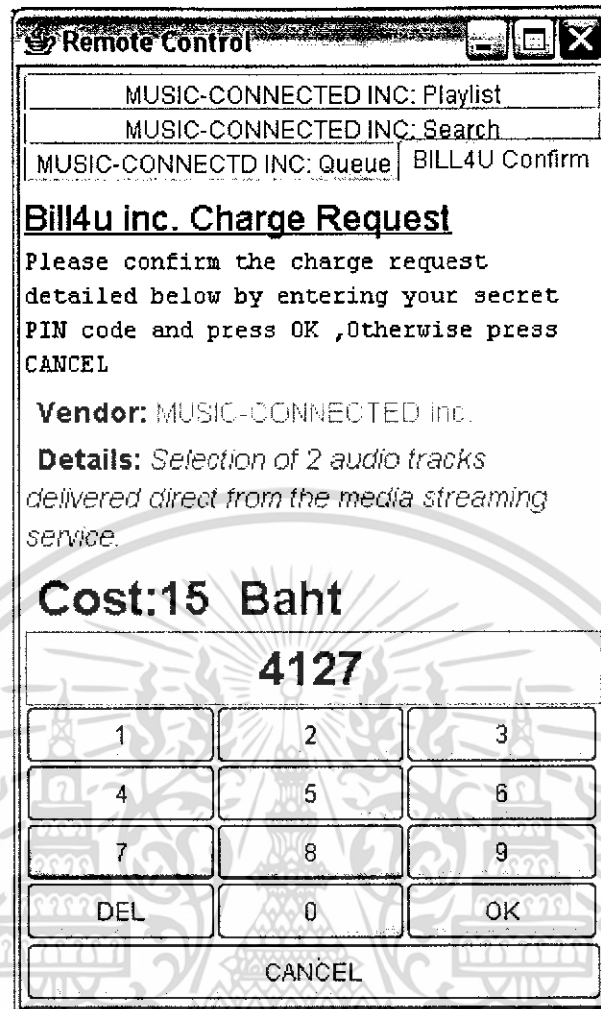 Remote Control
MUSIC-CONNECTED INC: Playlist
MUSIC-CONNECTED INC: Search
MUSIC-CONNECTD INC: Queue BILL4U Confirm
Bill4u inc. Charge Request
Please confirm the charge request
detailed below by entering your secret
PIN code and press OK ,Otherwise press
CANCEL
Vendor: MUSIC-CONNECTED inc.
Details: Selection of 2 audio tracks
delivered direct from the media streaming
service.
Cost:15 Baht
4127
1 2 3
4 5 6
7 8 9
DEL 0 OK
CANCEL